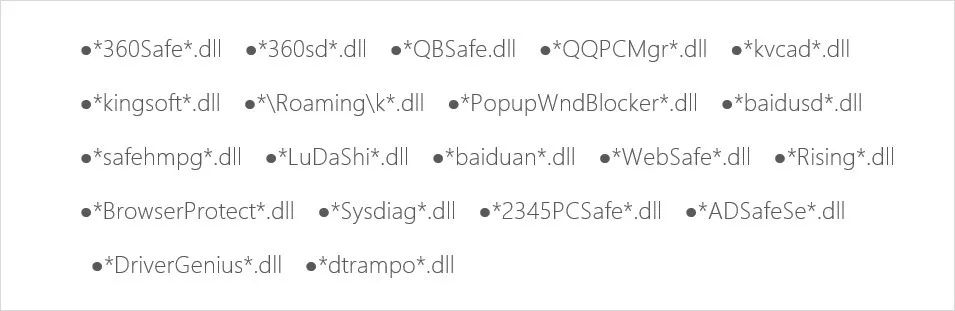 ●*360Safe*.dll ●*360sd*.dll ●*QBSafe.dll ●*QQPCMgr*.dll ●*kvcad*.dll
●*kingsoft*.dll ●*\Roaming\k*.dll ●*PopupWndBlocker*.dll ●*baidusd*.dll
●*safehmpg*.dll ●*LuDaShi*.dll ●*baiduan*.dll ●*WebSafe*.dll ●*Rising*.dll
●*BrowserProtect*.dll ●*Sysdiag*.dll ●*2345PCSafe*.dll ●*ADSafeSe*.dll
●*DriverGenius*.dll ●*dtrampo*.dll